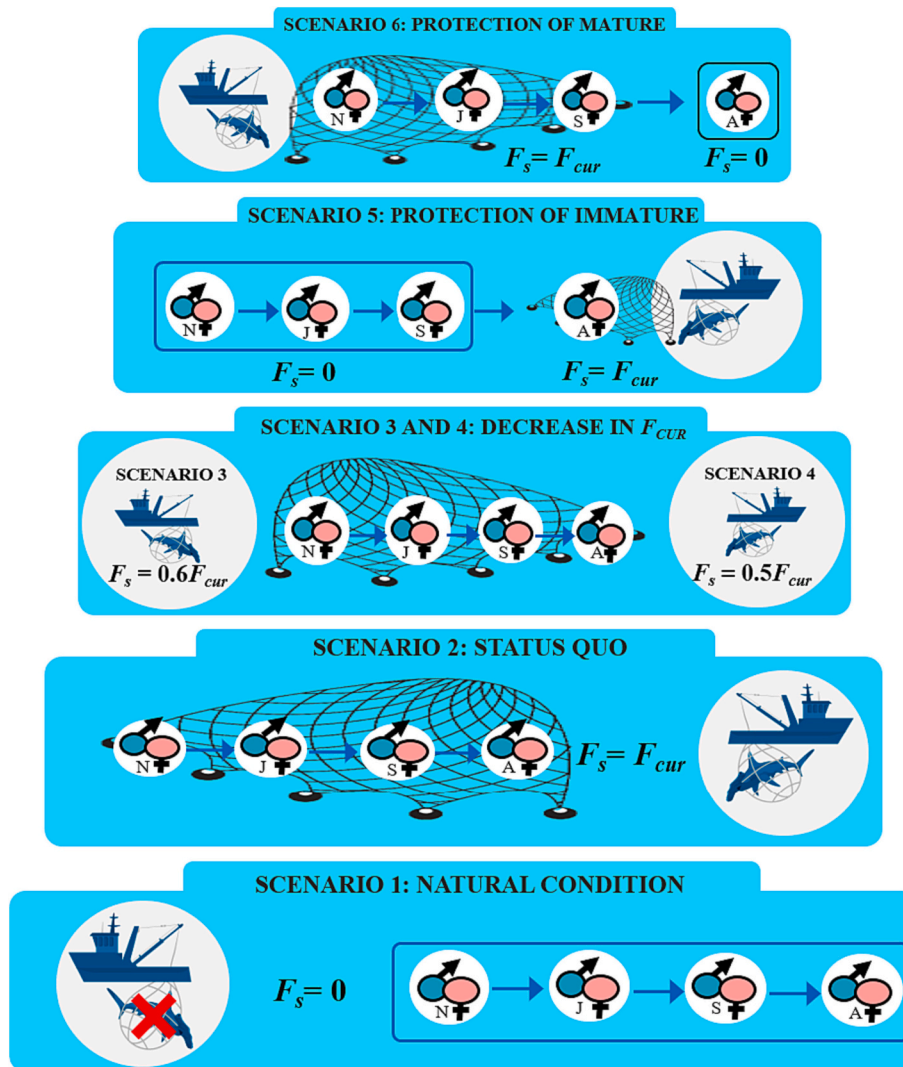 SCENARIO 6: PROTECTION OF MATURE
N J S A
Fs = Fcur Fs = 0
SCENARIO 5: PROTECTION OF IMMATURE
N J S A
Fs = 0 Fs = Fcur
SCENARIO 3 AND 4: DECREASE IN FCUR
SCENARIO 3 SCENARIO 4
N J S A
Fs = 0.6Fcur Fs = 0.5Fcur
SCENARIO 2: STATUS QUO
N J S A
Fs = Fcur
SCENARIO 1: NATURAL CONDITION
Fs = 0
N J S A